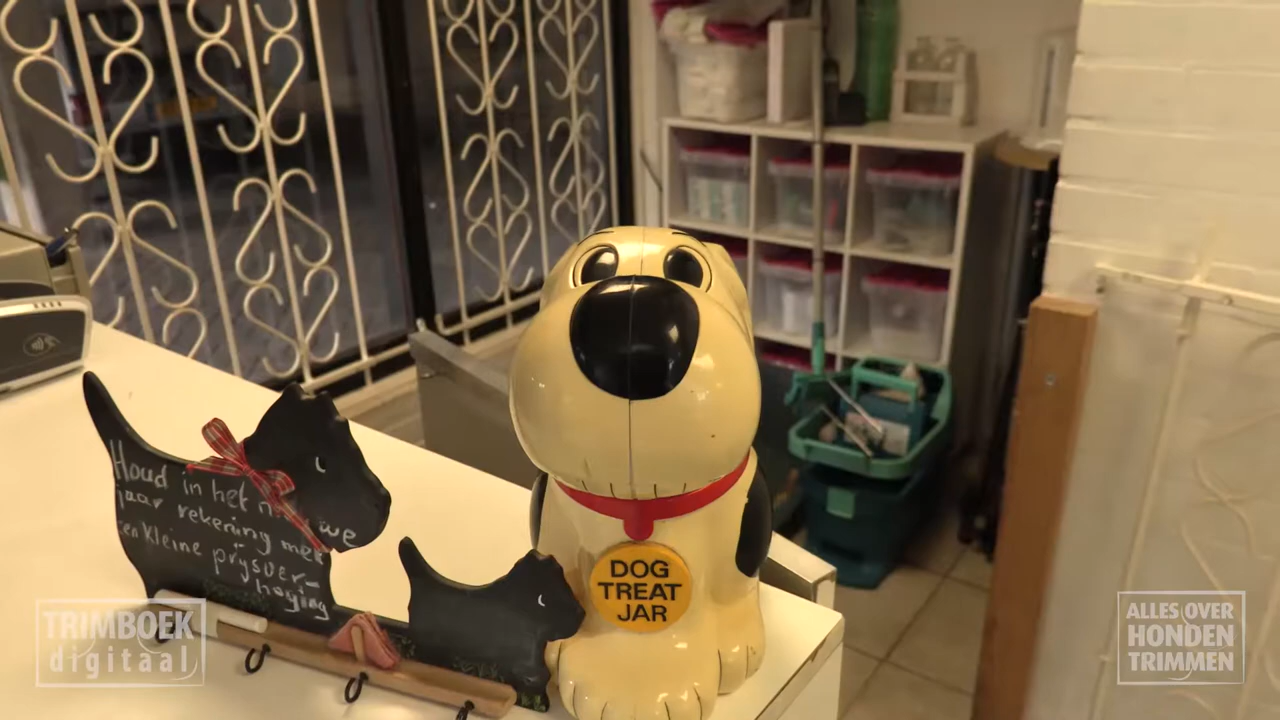 Houd in het nieuwe
jaar rekening met
een kleine prijsver-
hoging
DOG
TREAT
JAR
TRIMBOEK
digitaal
ALLES OVER
HONDEN
TRIMMEN